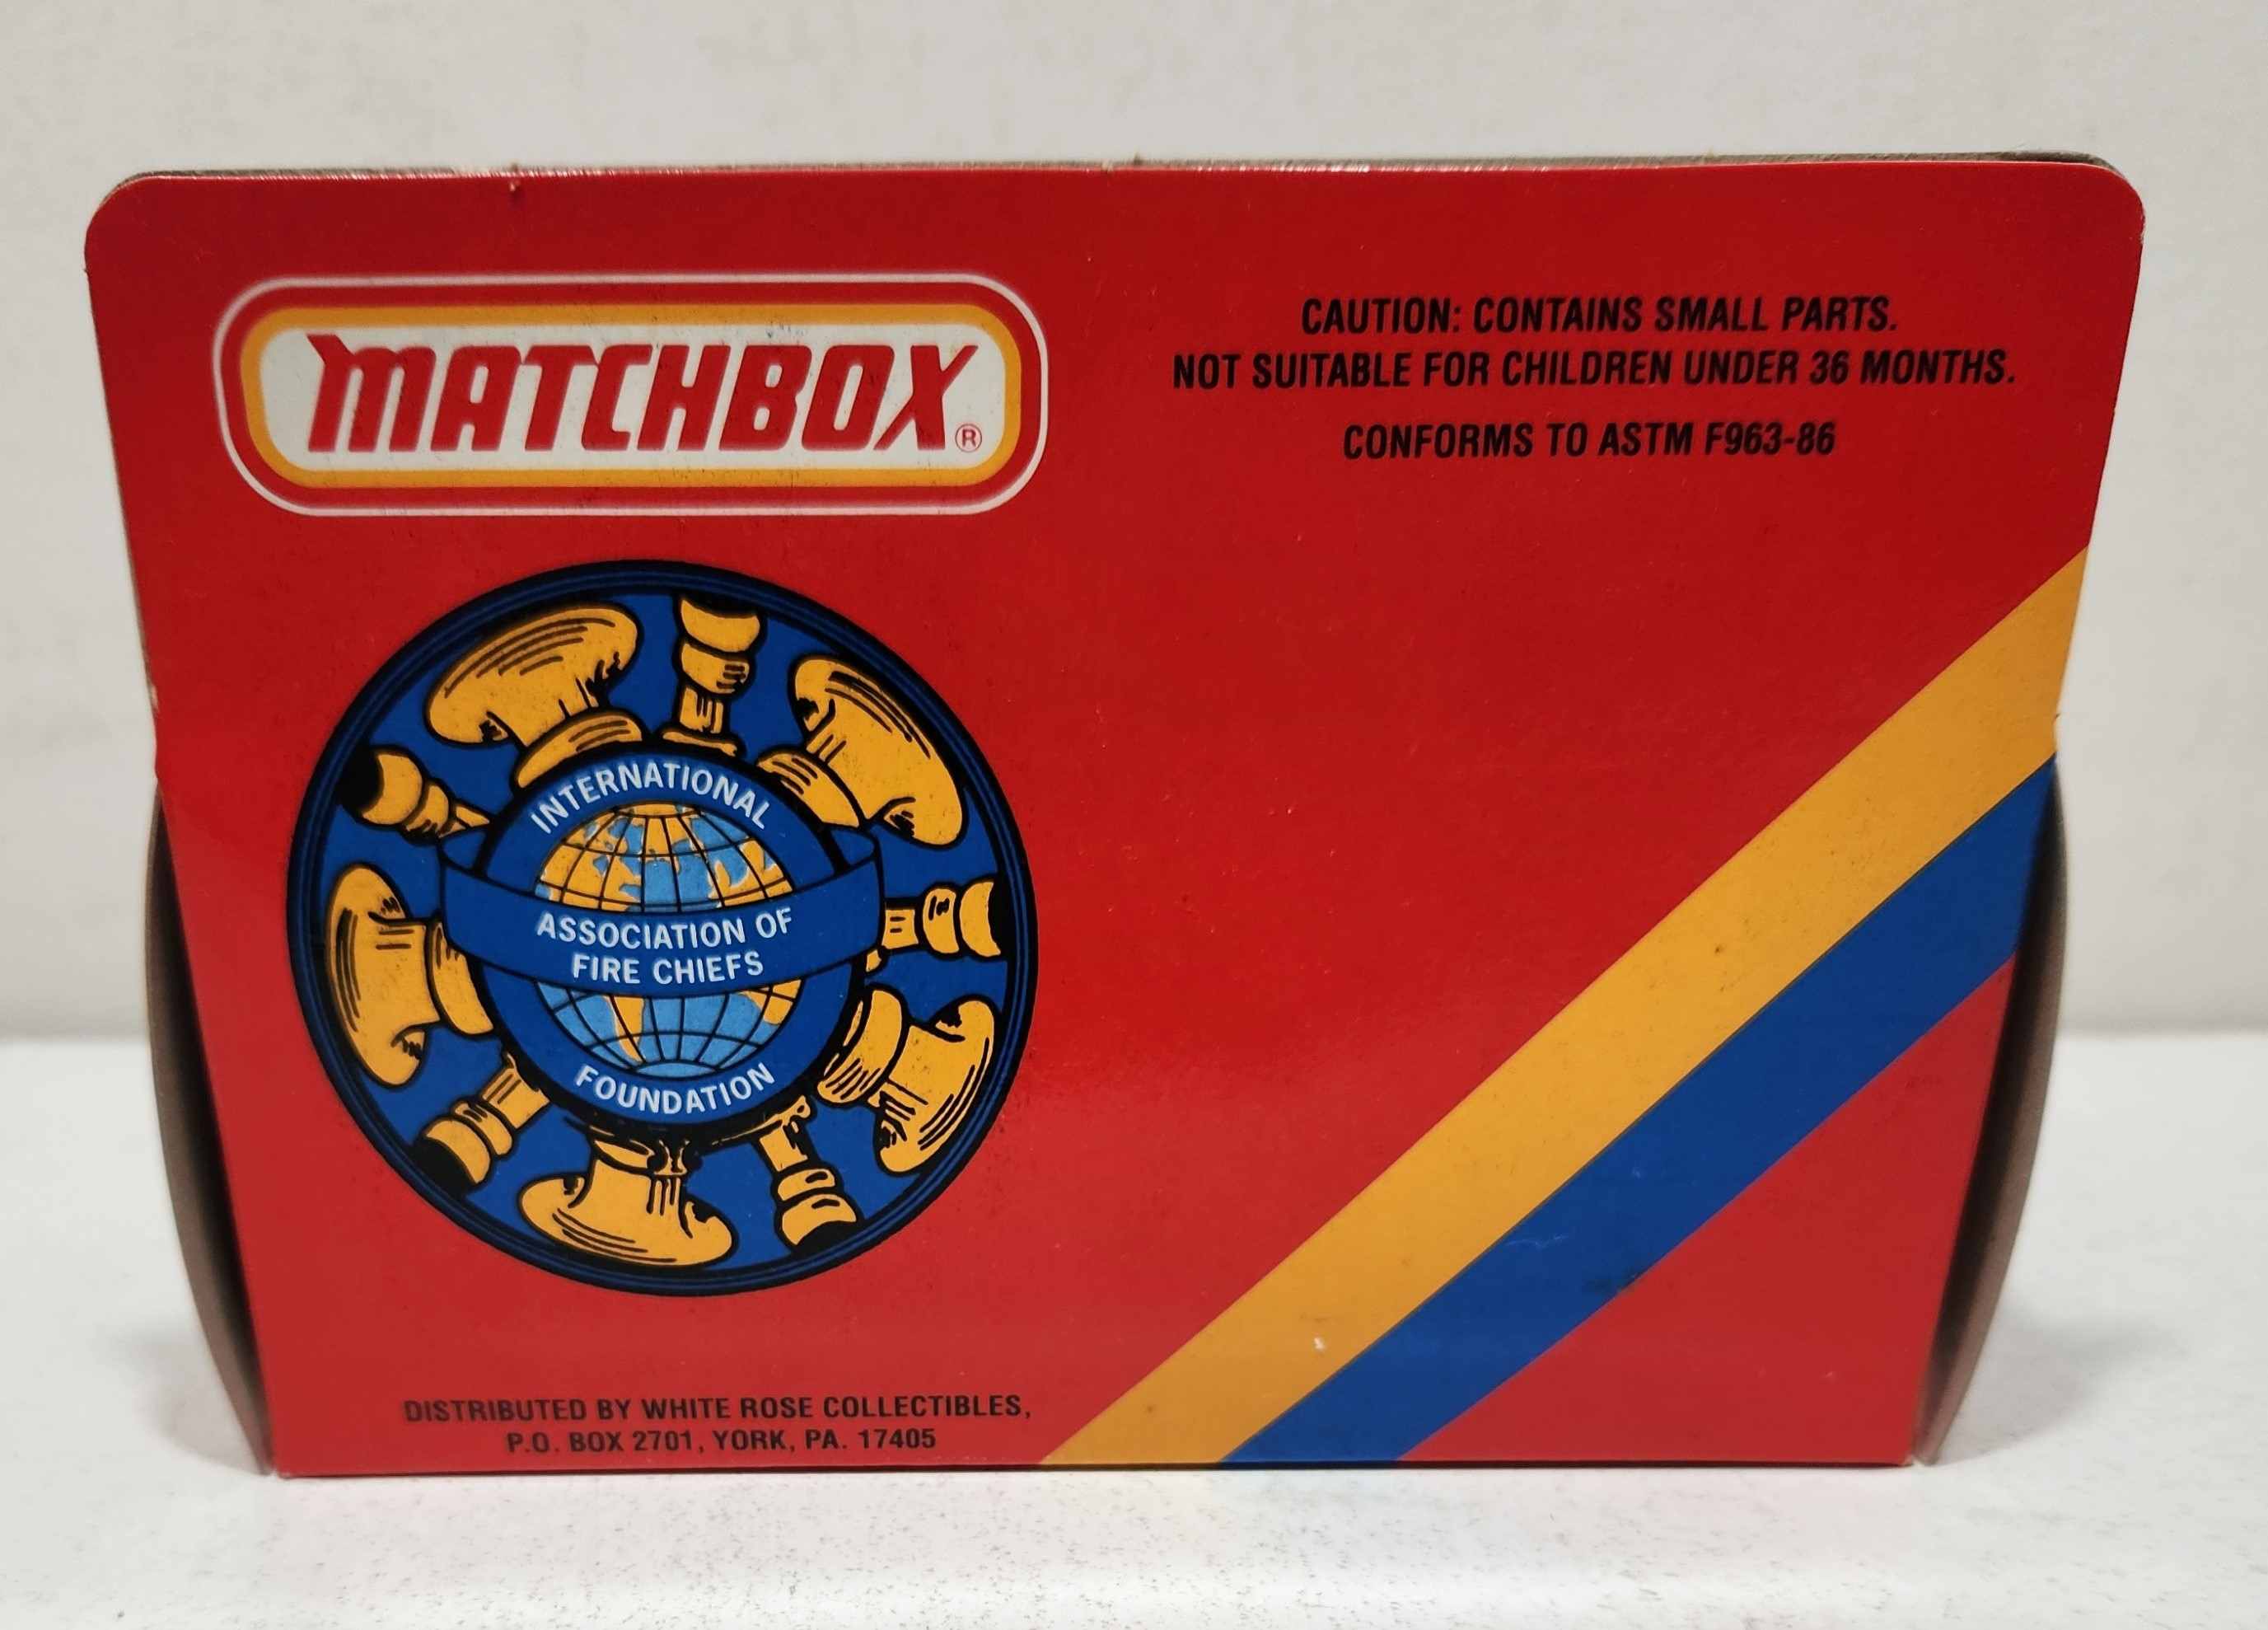 MATCHBOX®
CAUTION: CONTAINS SMALL PARTS.
NOT SUITABLE FOR CHILDREN UNDER 36 MONTHS.
CONFORMS TO ASTM F963-86
INTERNATIONAL
ASSOCIATION OF
FIRE CHIEFS
FOUNDATION
DISTRIBUTED BY WHITE ROSE COLLECTIBLES,
P.O. BOX 2701, YORK, PA. 17405